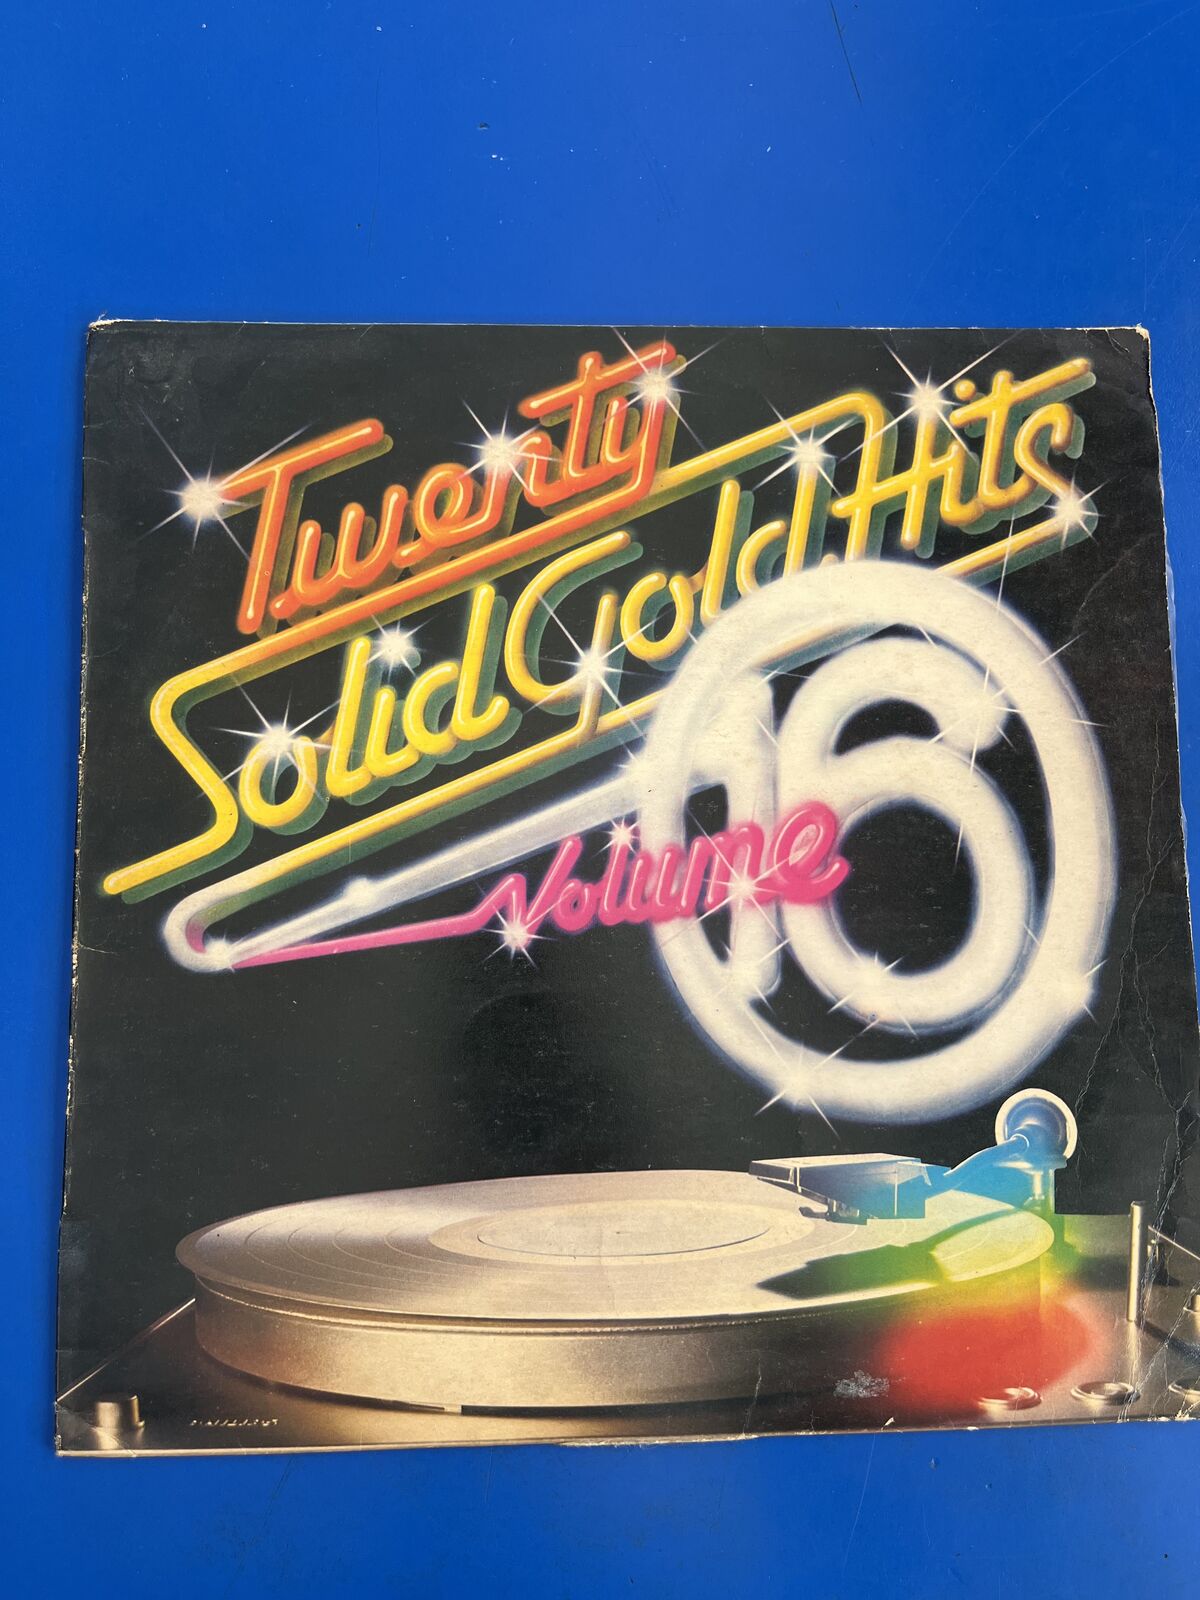 Twenty
Solid Gold Hits
Volume
16